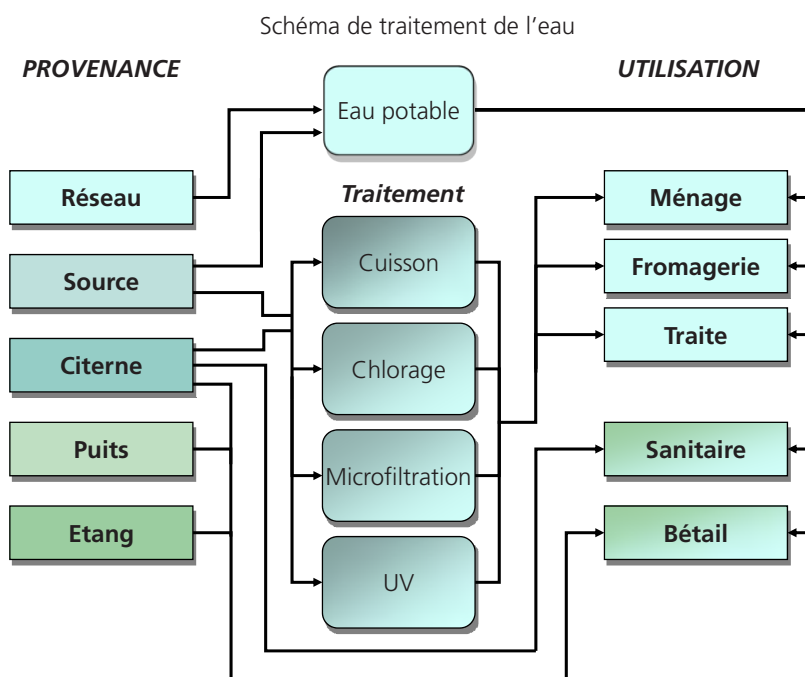 Schéma de traitement de l’eau
PROVENANCE
UTILISATION
Eau potable
Réseau
Source
Citerne
Puits
Etang
Traitement
Cuisson
Chlorage
Microfiltration
UV
Ménage
Fromagerie
Traite
Sanitaire
Bétail